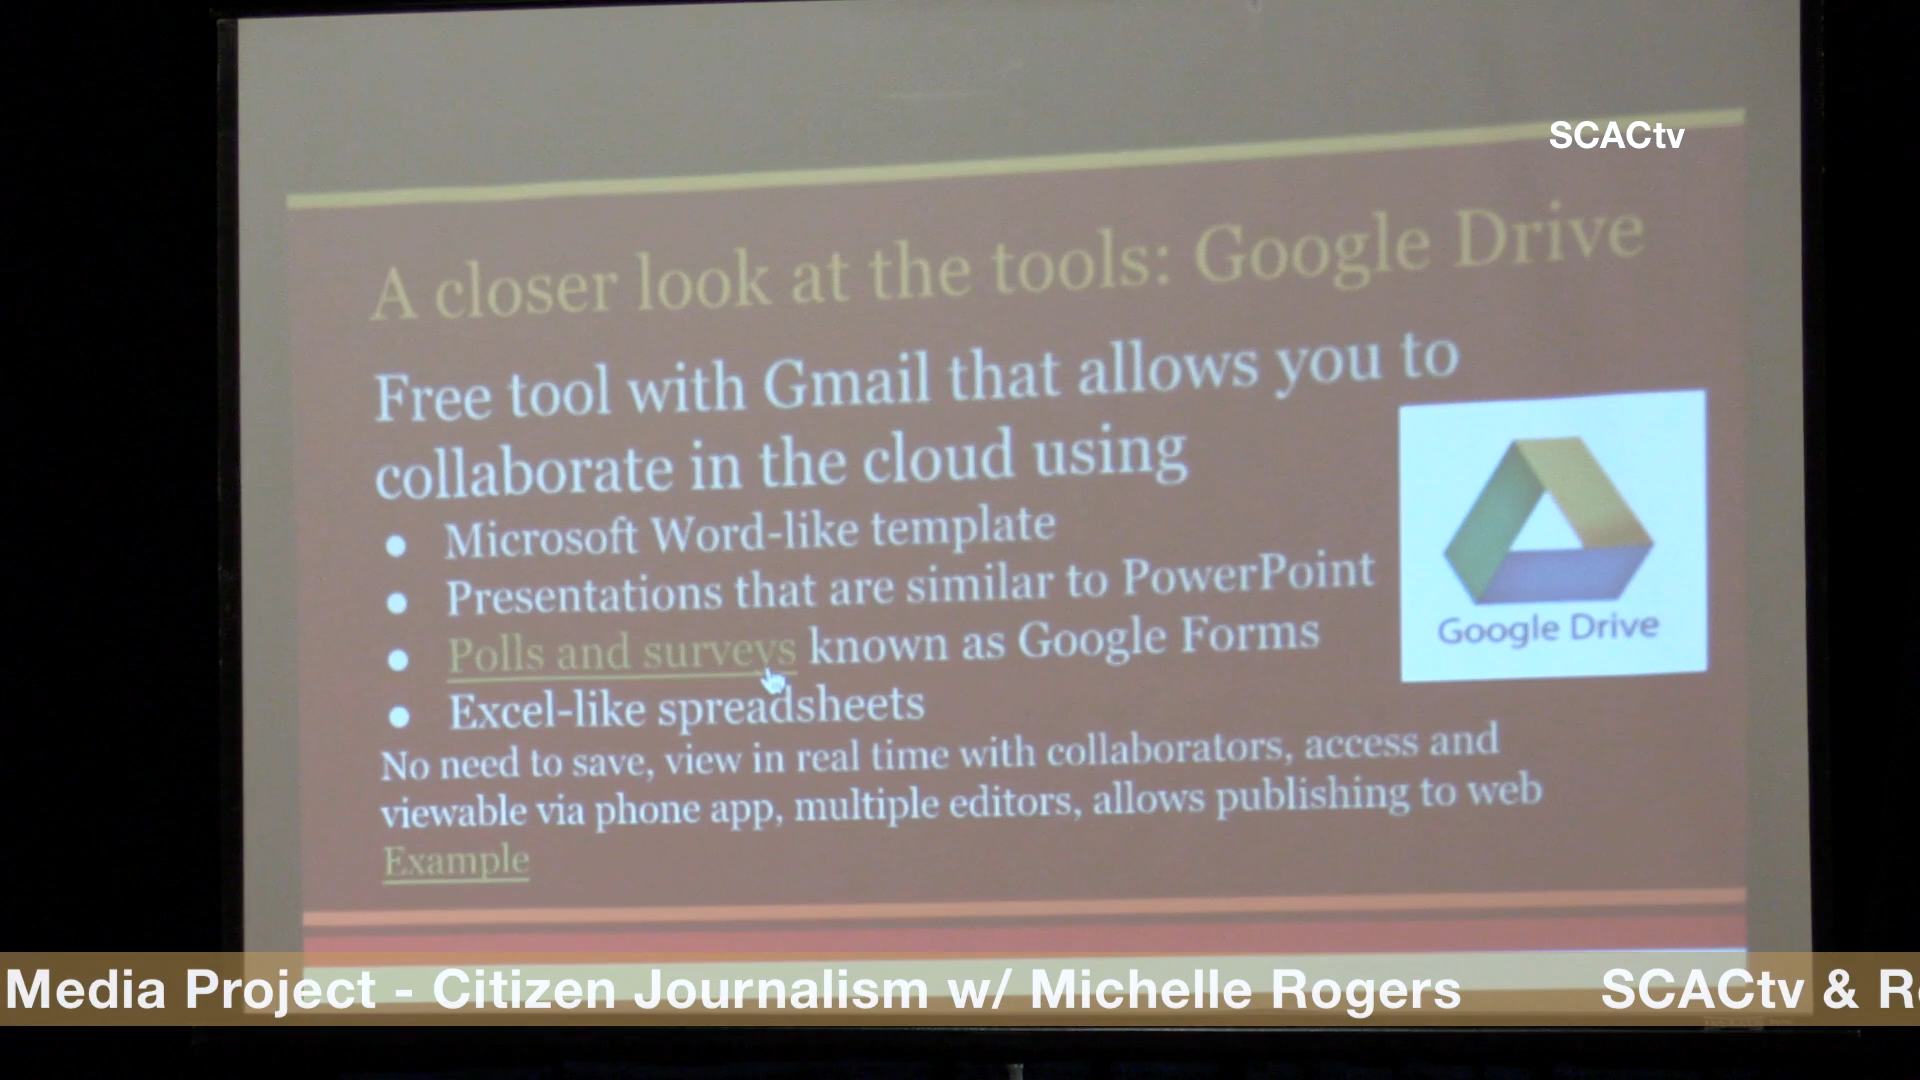 SCACtv
A closer look at the tools: Google Drive
Free tool with Gmail that allows you to
collaborate in the cloud using
● Microsoft Word-like template
● Presentations that are similar to PowerPoint
● Polls and surveys known as Google Forms
● Excel-like spreadsheets
Google Drive
No need to save, view in real time with collaborators, access and
viewable via phone app, multiple editors, allows publishing to web
Example
Media Project - Citizen Journalism w/ Michelle Rogers SCACtv & R